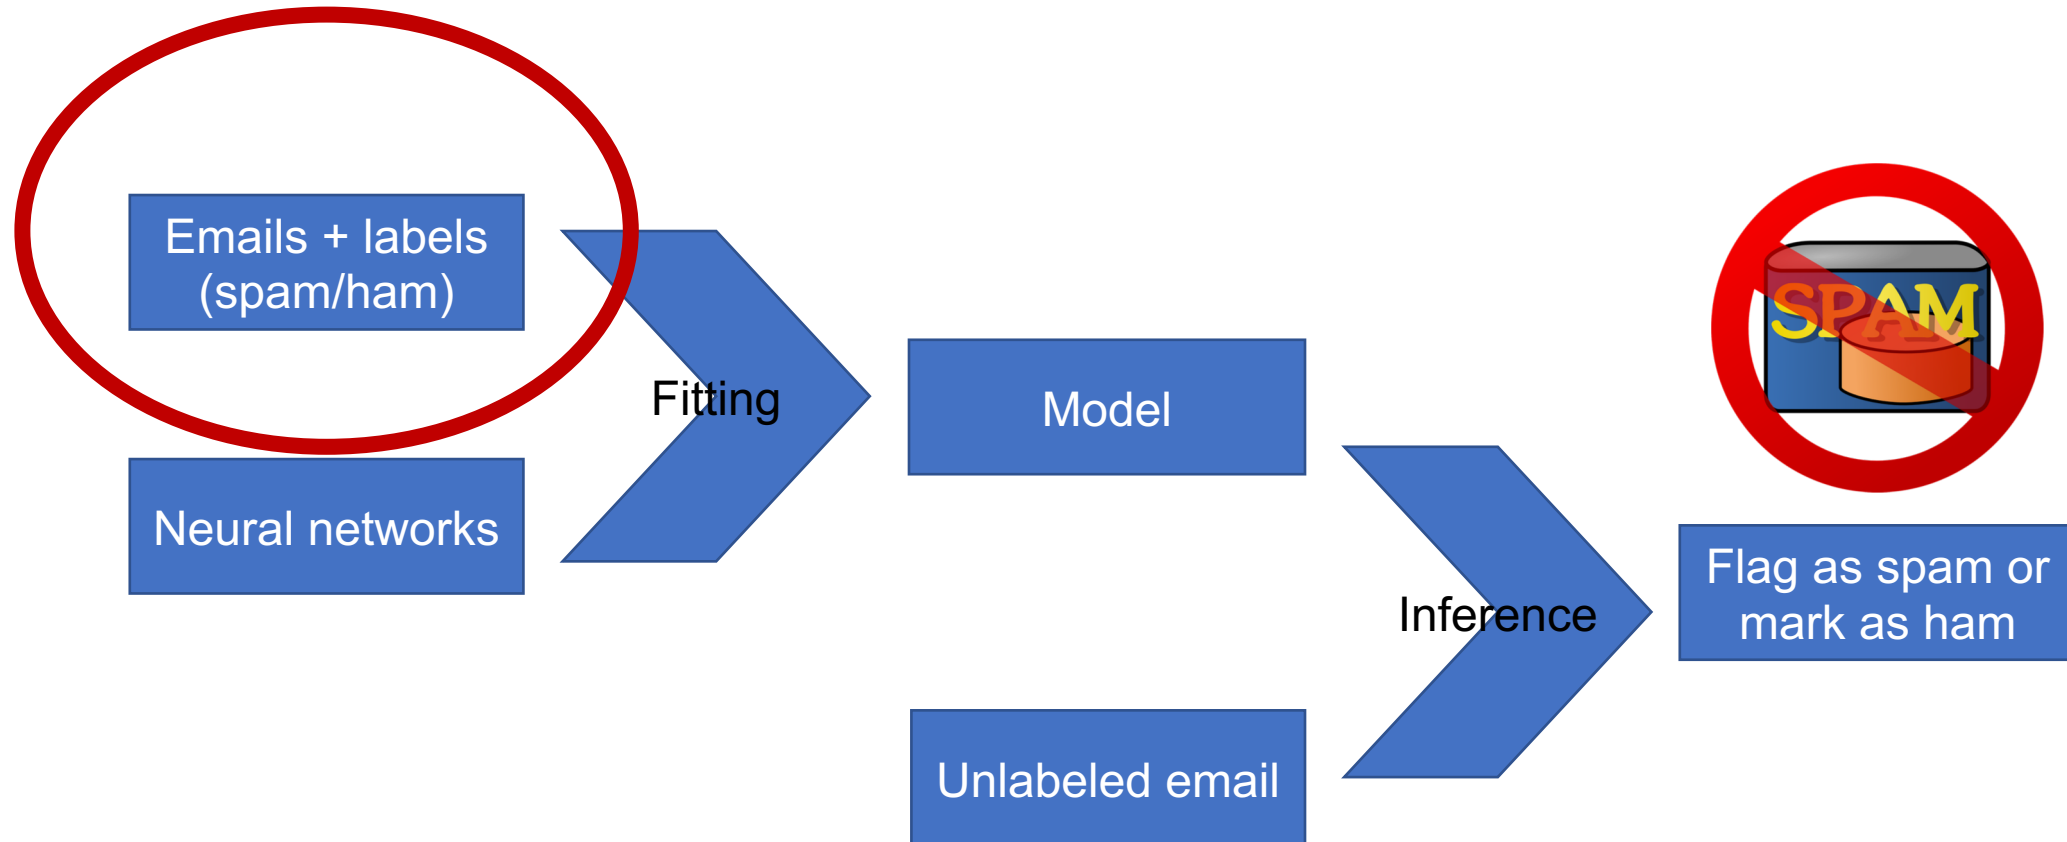 Emails + labels
(spam/ham)
Neural networks
Fitting
Model
Unlabeled email
Inference
SPAM
Flag as spam or
mark as ham